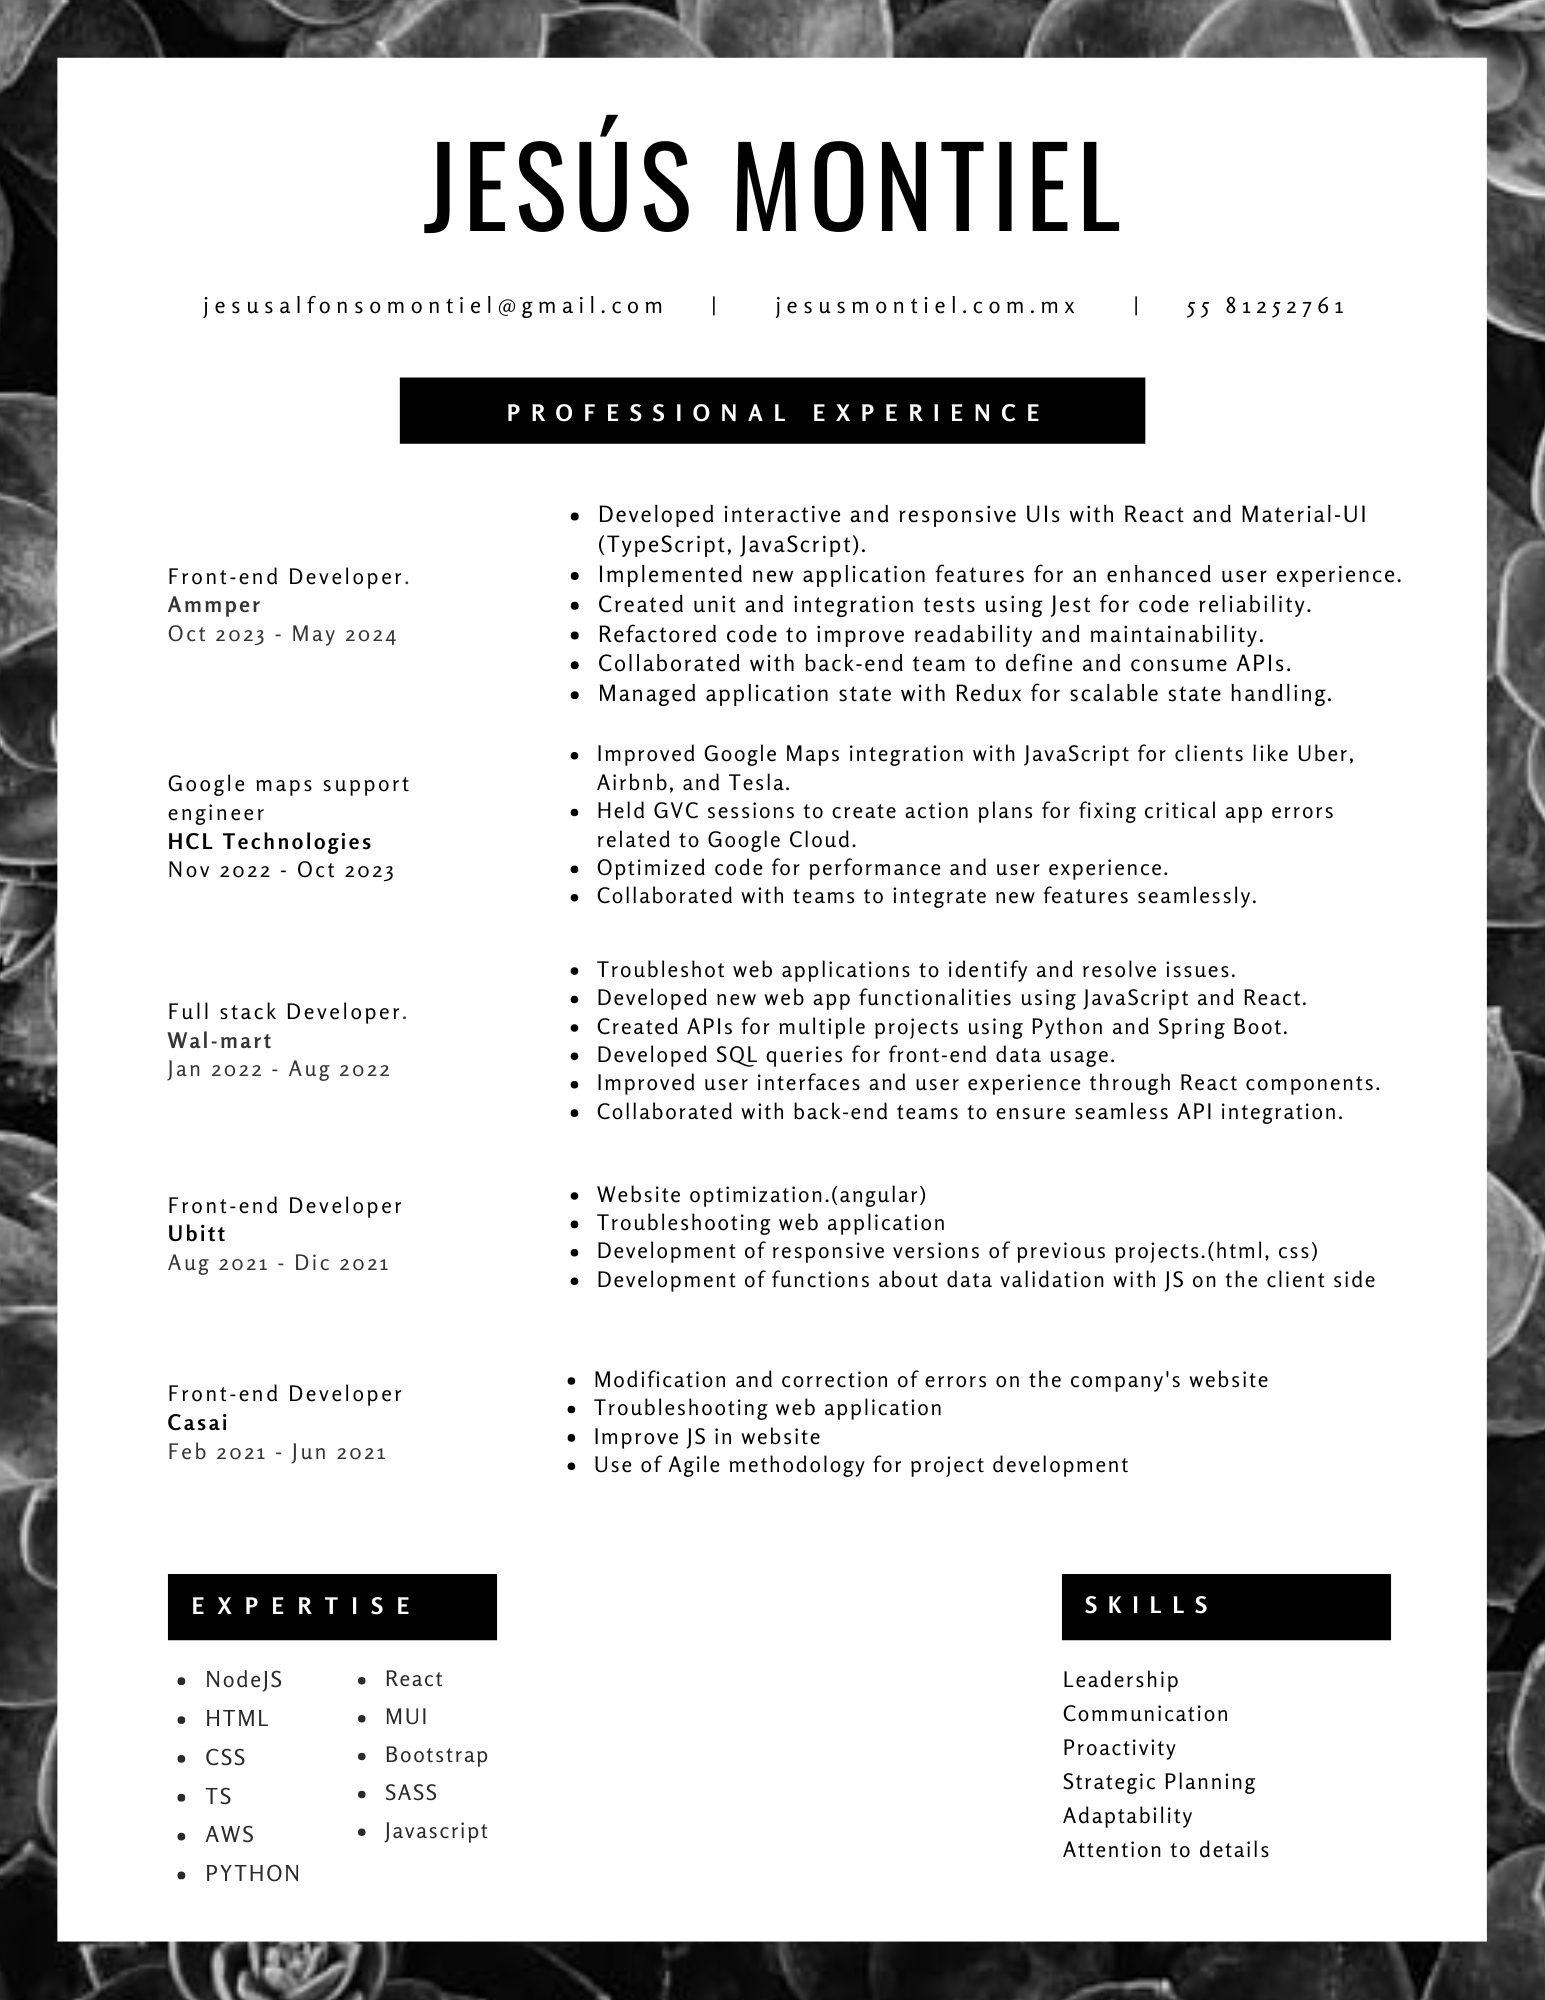 JESÚS MONTIEL
jesusalfonsomontiel@gmail.com | jesusmontiel.com.mx | 55 81252761
PROFESSIONAL EXPERIENCE
Front-end Developer.
Ammper
Oct 2023 - May 2024
• Developed interactive and responsive UIs with React and Material-UI
(TypeScript, JavaScript).
• Implemented new application features for an enhanced user experience.
• Created unit and integration tests using Jest for code reliability.
• Refactored code to improve readability and maintainability.
• Collaborated with back-end team to define and consume APIs.
• Managed application state with Redux for scalable state handling.
Google maps support
engineer
HCL Technologies
Nov 2022 - Oct 2023
• Improved Google Maps integration with JavaScript for clients like Uber,
Airbnb, and Tesla.
• Held GVC sessions to create action plans for fixing critical app errors
related to Google Cloud.
• Optimized code for performance and user experience.
• Collaborated with teams to integrate new features seamlessly.
Full stack Developer.
Wal-mart
Jan 2022 - Aug 2022
• Troubleshot web applications to identify and resolve issues.
• Developed new web app functionalities using JavaScript and React.
• Created APIs for multiple projects using Python and Spring Boot.
• Developed SQL queries for front-end data usage.
• Improved user interfaces and user experience through React components.
• Collaborated with back-end teams to ensure seamless API integration.
Front-end Developer
Ubitt
Aug 2021 - Dic 2021
• Website optimization.(angular)
• Troubleshooting web application
• Development of responsive versions of previous projects.(html, css)
• Development of functions about data validation with JS on the client side
Front-end Developer
Casai
Feb 2021 - Jun 2021
• Modification and correction of errors on the company's website
• Troubleshooting web application
• Improve JS in website
• Use of Agile methodology for project development
EXPERTISE
• NodeJS
• HTML
• CSS
• TS
• AWS
• PYTHON
• React
• MUI
• Bootstrap
• SASS
• Javascript
SKILLS
Leadership
Communication
Proactivity
Strategic Planning
Adaptability
Attention to details